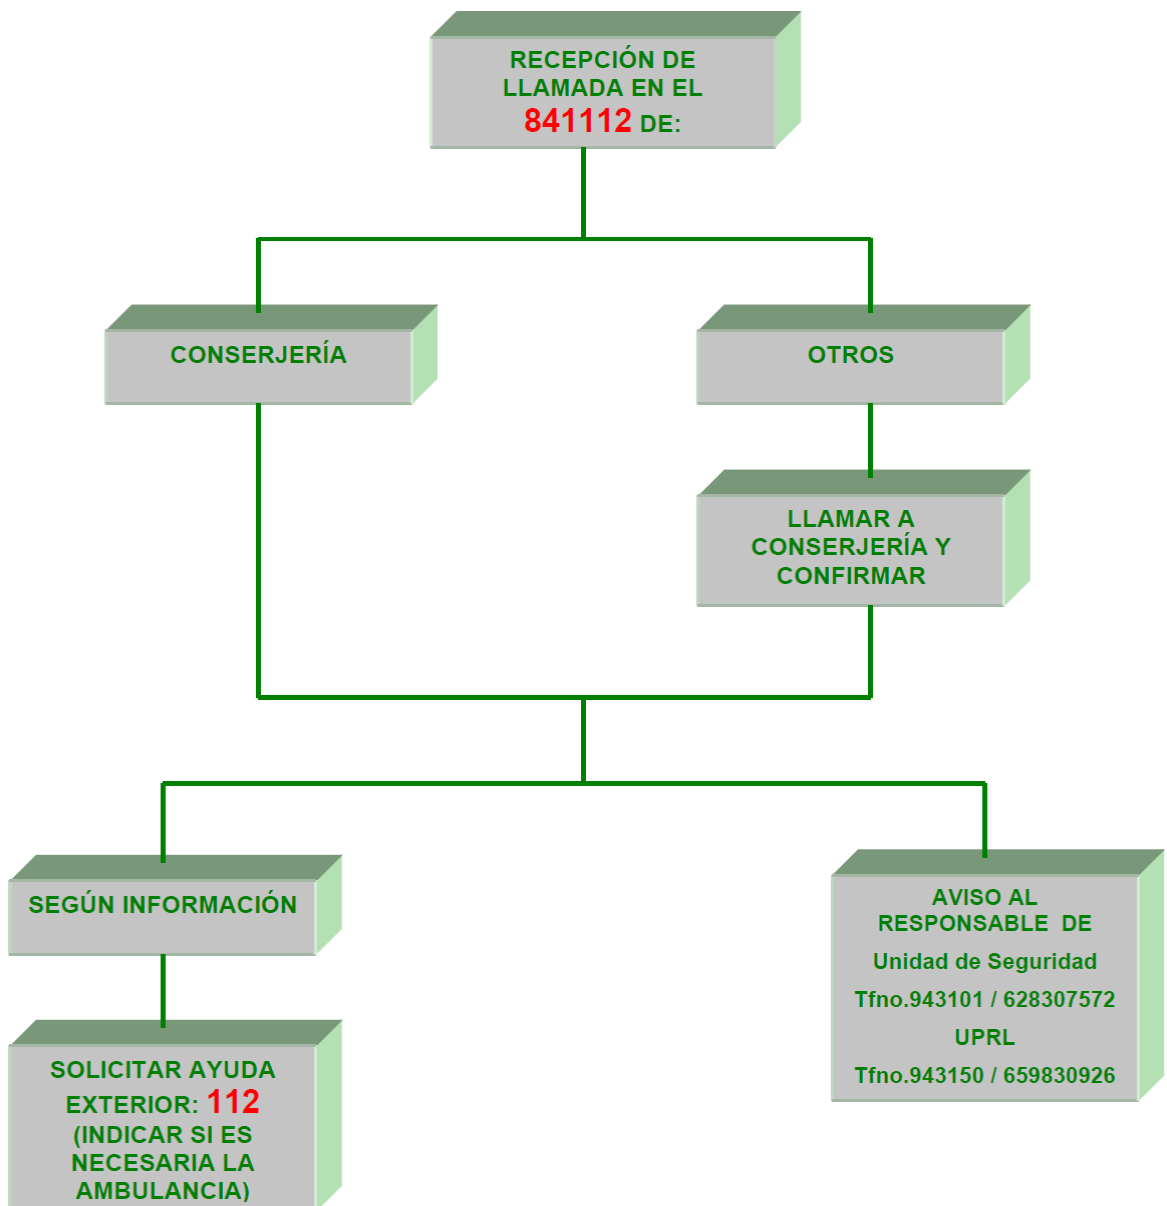 RECEPCIÓN DE
LLAMADA EN EL
841112 DE:
CONSERJERÍA
OTROS
LLAMAR A
CONSERJERÍA Y
CONFIRMAR
SEGÚN INFORMACIÓN
SOLICITAR AYUDA
EXTERIOR: 112
(INDICAR SI ES
NECESARIA LA
AMBULANCIA)
AVISO AL
RESPONSABLE DE
Unidad de Seguridad
Tfno.943101 / 628307572
UPRL
Tfno.943150 / 659830926